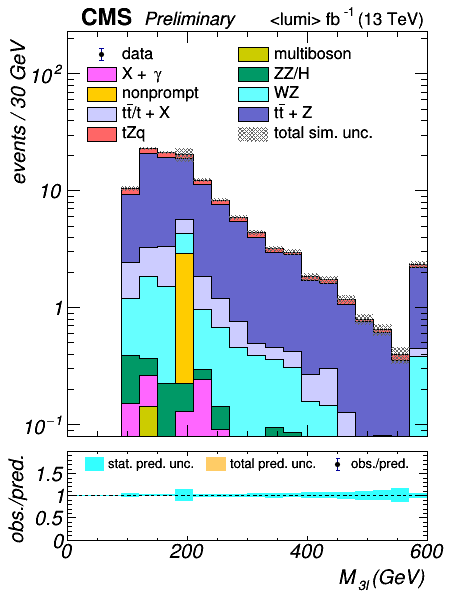 CMS Preliminary <lumi> fb⁻¹ (13 TeV)
events / 30 GeV
data
multiboson
X + γ
ZZ/H
nonprompt
WZ
tt̄/t + X
tt̄ + Z
tZq
total sim. unc.
10²
10
1
10⁻¹
obs./pred.
stat. pred. unc. total pred. unc. obs./pred.
1.5
1
0.5
0
0 200 400 600
M₃ₗ (GeV)